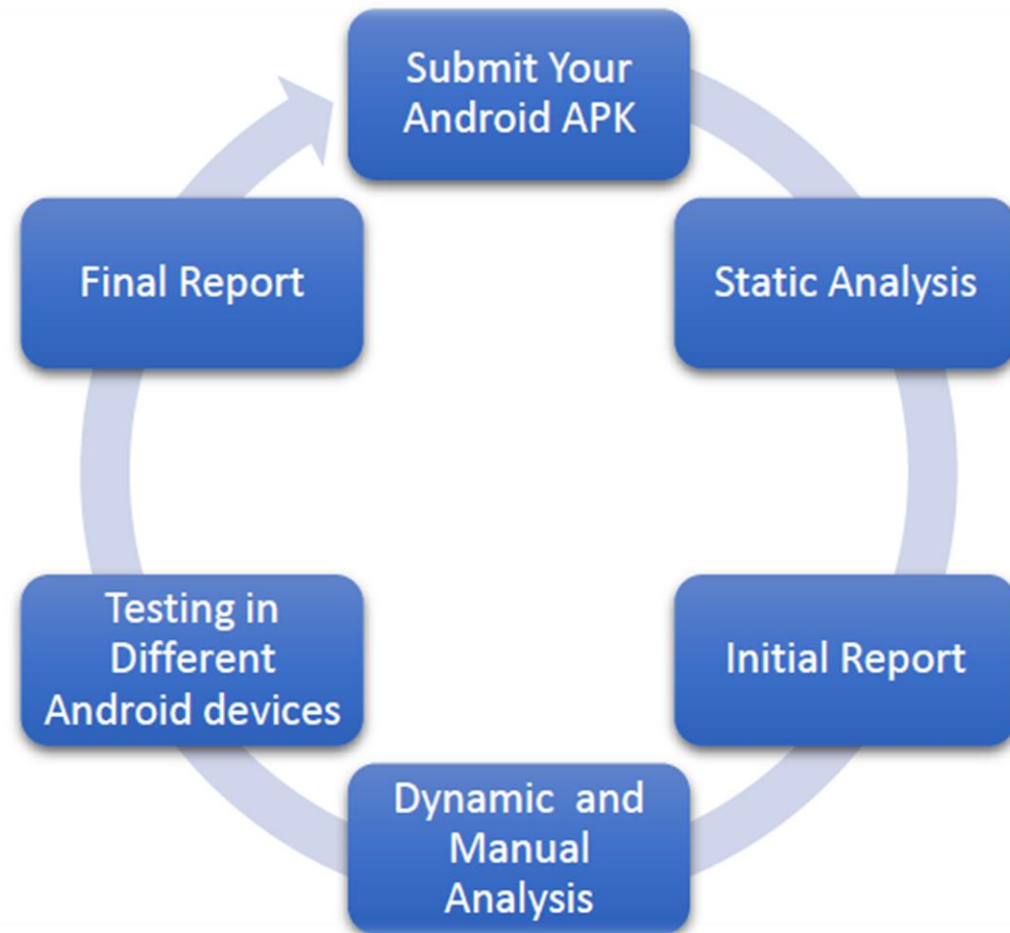 Submit Your
Android APK
Static Analysis
Initial Report
Dynamic and
Manual
Analysis
Testing in
Different
Android devices
Final Report